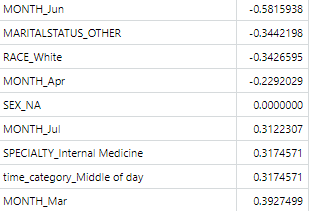 MONTH_Jun -0.5815938
MARITALSTATUS_OTHER -0.3442198
RACE_White -0.3426595
MONTH_Apr -0.2292029
SEX_NA 0.0000000
MONTH_Jul 0.3122307
SPECIALTY_Internal Medicine 0.3174571
time_category_Middle of day 0.3174571
MONTH_Mar 0.3927499